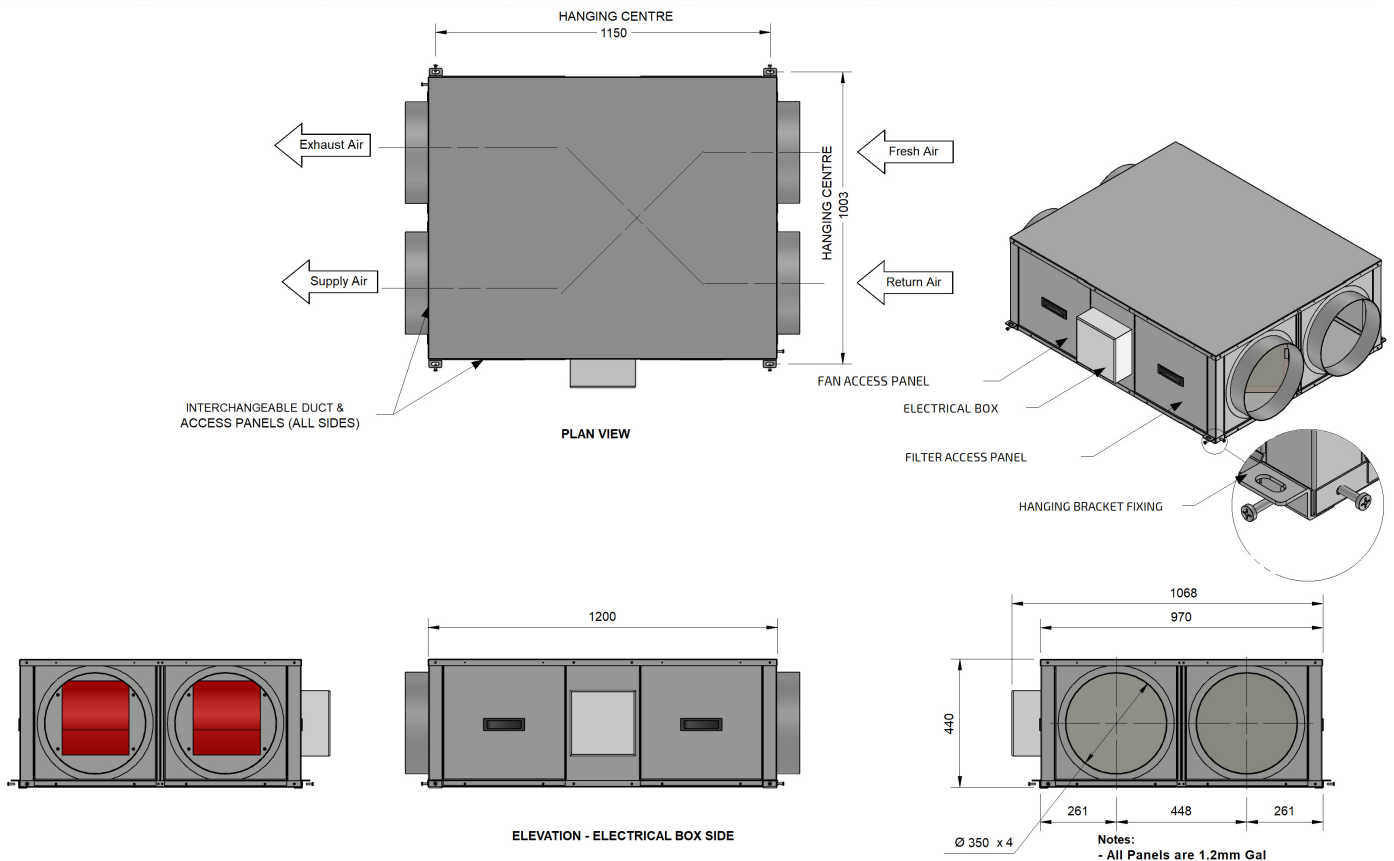 HANGING CENTRE
1150
Exhaust Air
Fresh Air
HANGING CENTRE
1003
Supply Air
Return Air
INTERCHANGEABLE DUCT &
ACCESS PANELS (ALL SIDES)
PLAN VIEW
FAN ACCESS PANEL
ELECTRICAL BOX
FILTER ACCESS PANEL
HANGING BRACKET FIXING
1200
ELEVATION - ELECTRICAL BOX SIDE
1068
970
440
261
448
261
Ø 350 x 4
Notes:
- All Panels are 1.2mm Gal